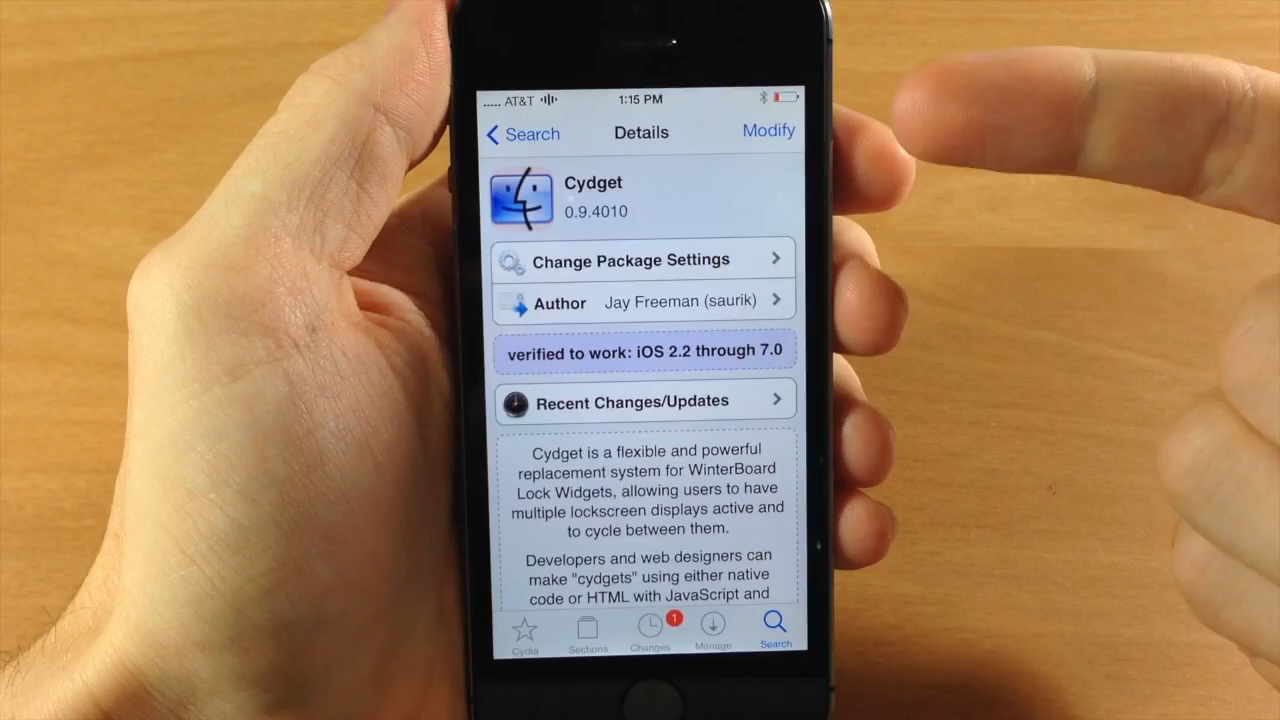 AT&T 1:15 PM
Search Details Modify
Cydget
0.9.4010
Change Package Settings
Author Jay Freeman (saurik)
verified to work: iOS 2.2 through 7.0
Recent Changes/Updates
Cydget is a flexible and powerful
replacement system for WinterBoard
Lock Widgets, allowing users to have
multiple lockscreen displays active and
to cycle between them.
Developers and web designers can
make "cydgets" using either native
code or HTML with JavaScript and
1
Cydia Sections Changes Manage Search